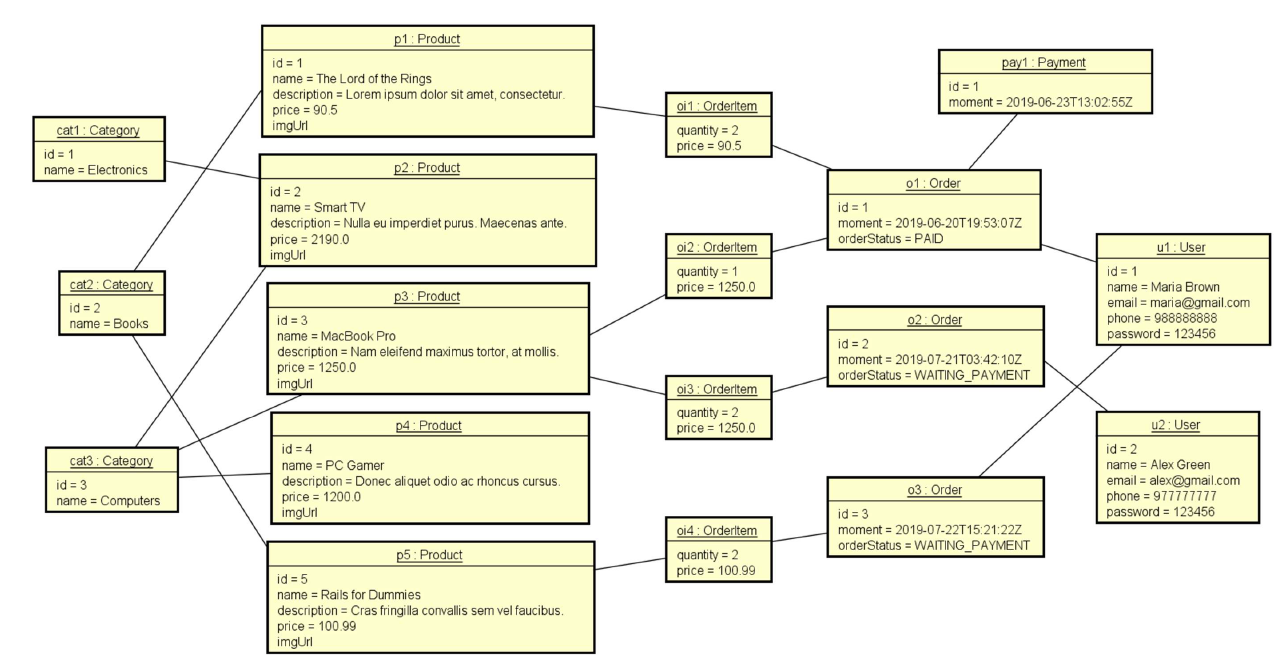 p1 : Product
id = 1
name = The Lord of the Rings
description = Lorem ipsum dolor sit amet, consectetur.
price = 90.5
imgUrl
pay1 : Payment
id = 1
moment = 2019-06-23T13:02:55Z
oi1 : OrderItem
quantity = 2
price = 90.5
cat1 : Category
id = 1
name = Electronics
p2 : Product
id = 2
name = Smart TV
description = Nulla eu imperdiet purus. Maecenas ante.
price = 2190.0
imgUrl
o1 : Order
id = 1
moment = 2019-06-20T19:53:07Z
orderStatus = PAID
oi2 : OrderItem
quantity = 1
price = 1250.0
u1 : User
id = 1
name = Maria Brown
email = maria@gmail.com
phone = 988888888
password = 123456
cat2 : Category
id = 2
name = Books
p3 : Product
id = 3
name = MacBook Pro
description = Nam eleifend maximus tortor, at mollis.
price = 1250.0
imgUrl
o2 : Order
id = 2
moment = 2019-07-21T03:42:10Z
orderStatus = WAITING_PAYMENT
oi3 : OrderItem
quantity = 2
price = 1250.0
cat3 : Category
id = 3
name = Computers
p4 : Product
id = 4
name = PC Gamer
description = Donec aliquet odio ac rhoncus cursus.
price = 1200.0
imgUrl
u2 : User
id = 2
name = Alex Green
email = alex@gmail.com
phone = 977777777
password = 123456
o3 : Order
id = 3
moment = 2019-07-22T15:21:22Z
orderStatus = WAITING_PAYMENT
oi4 : OrderItem
quantity = 2
price = 100.99
p5 : Product
id = 5
name = Rails for Dummies
description = Cras fringilla convallis sem vel faucibus.
price = 100.99
imgUrl